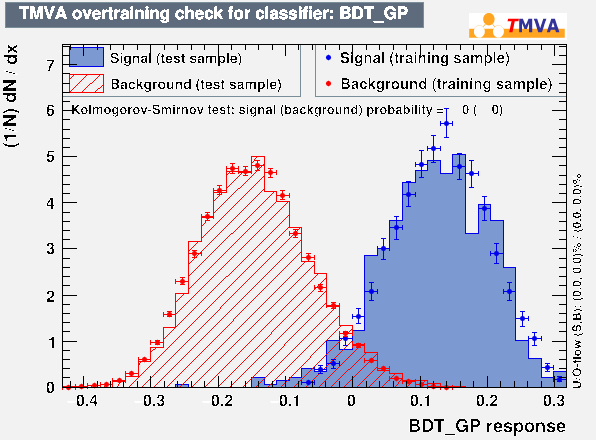 TMVA overtraining check for classifier: BDT_GP
TMVA
Signal (test sample)
Signal (training sample)
Background (test sample)
Background (training sample)
Kolmogorov-Smirnov test: signal (background) probability = 0 ( 0)
(1/N) dN / dx
7
6
5
4
3
2
1
0
-0.4 -0.3 -0.2 -0.1 0 0.1 0.2 0.3
BDT_GP response
U/O-flow (S,B): (0.0, 0.0)% / (0.0, 0.0)%